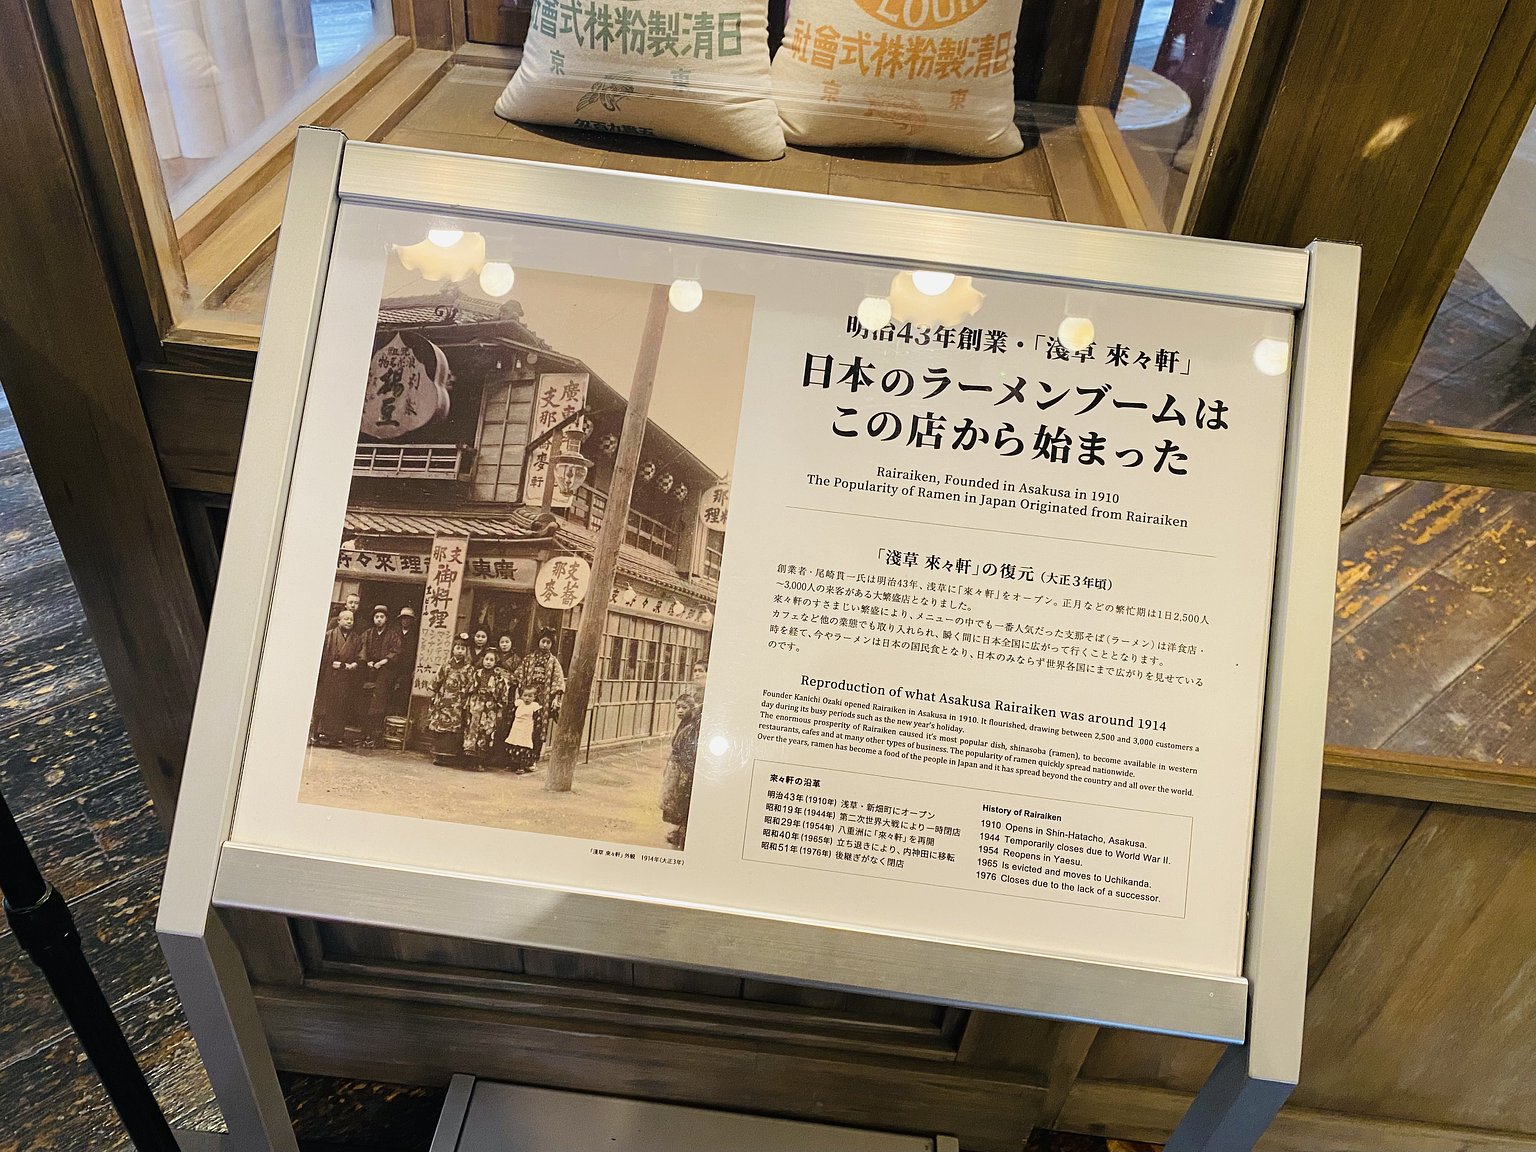 LOUR
會式株粉製清日
京 東
社會式株粉製清日
京 東
明治43年創業・「淺草 來々軒」
日本のラーメンブームは
この店から始まった
Rairaiken, Founded in Asakusa in 1910
The Popularity of Ramen in Japan Originated from Rairaiken
「淺草 來々軒」の復元（大正3年頃）
創業者・尾崎貫一氏は明治43年、浅草に「來々軒」をオープン。正月などの繁忙期は1日2,500人
～3,000人の来客がある大繁盛店となりました。
來々軒のすさまじい繁盛により、メニューの中でも一番人気だった支那そば（ラーメン）は洋食店・
カフェなど他の業態でも取り入れられ、瞬く間に日本全国に広がって行くこととなります。
時を経て、今やラーメンは日本の国民食となり、日本のみならず世界各国にまで広がりを見せている
のです。
Reproduction of what Asakusa Rairaiken was around 1914
Founder Kanichi Ozaki opened Rairaiken in Asakusa in 1910. It flourished, drawing between 2,500 and 3,000 customers a
day during its busy periods such as the new year's holiday.
The enormous prosperity of Rairaiken caused it's most popular dish, shinasoba (ramen), to become available in western
restaurants, cafes and at many other types of business. The popularity of ramen quickly spread nationwide.
Over the years, ramen has become a food of the people in Japan and it has spread beyond the country and all over the world.
來々軒の沿革
明治43年（1910年）浅草・新畑町にオープン
昭和19年（1944年）第二次世界大戦により一時閉店
昭和29年（1954年）八重洲に「來々軒」を再開
昭和40年（1965年）立ち退きにより、内神田に移転
昭和51年（1976年）後継ぎがなく閉店
History of Rairaiken
1910 Opens in Shin-Hatacho, Asakusa.
1944 Temporarily closes due to World War II.
1954 Reopens in Yaesu.
1965 Is evicted and moves to Uchikanda.
1976 Closes due to the lack of a successor.
廣東
支那蕎麥
軒
支那
御料理
支那
蕎麥
軒々來理
東廣
「淺草 來々軒」外観 1914年（大正3年）